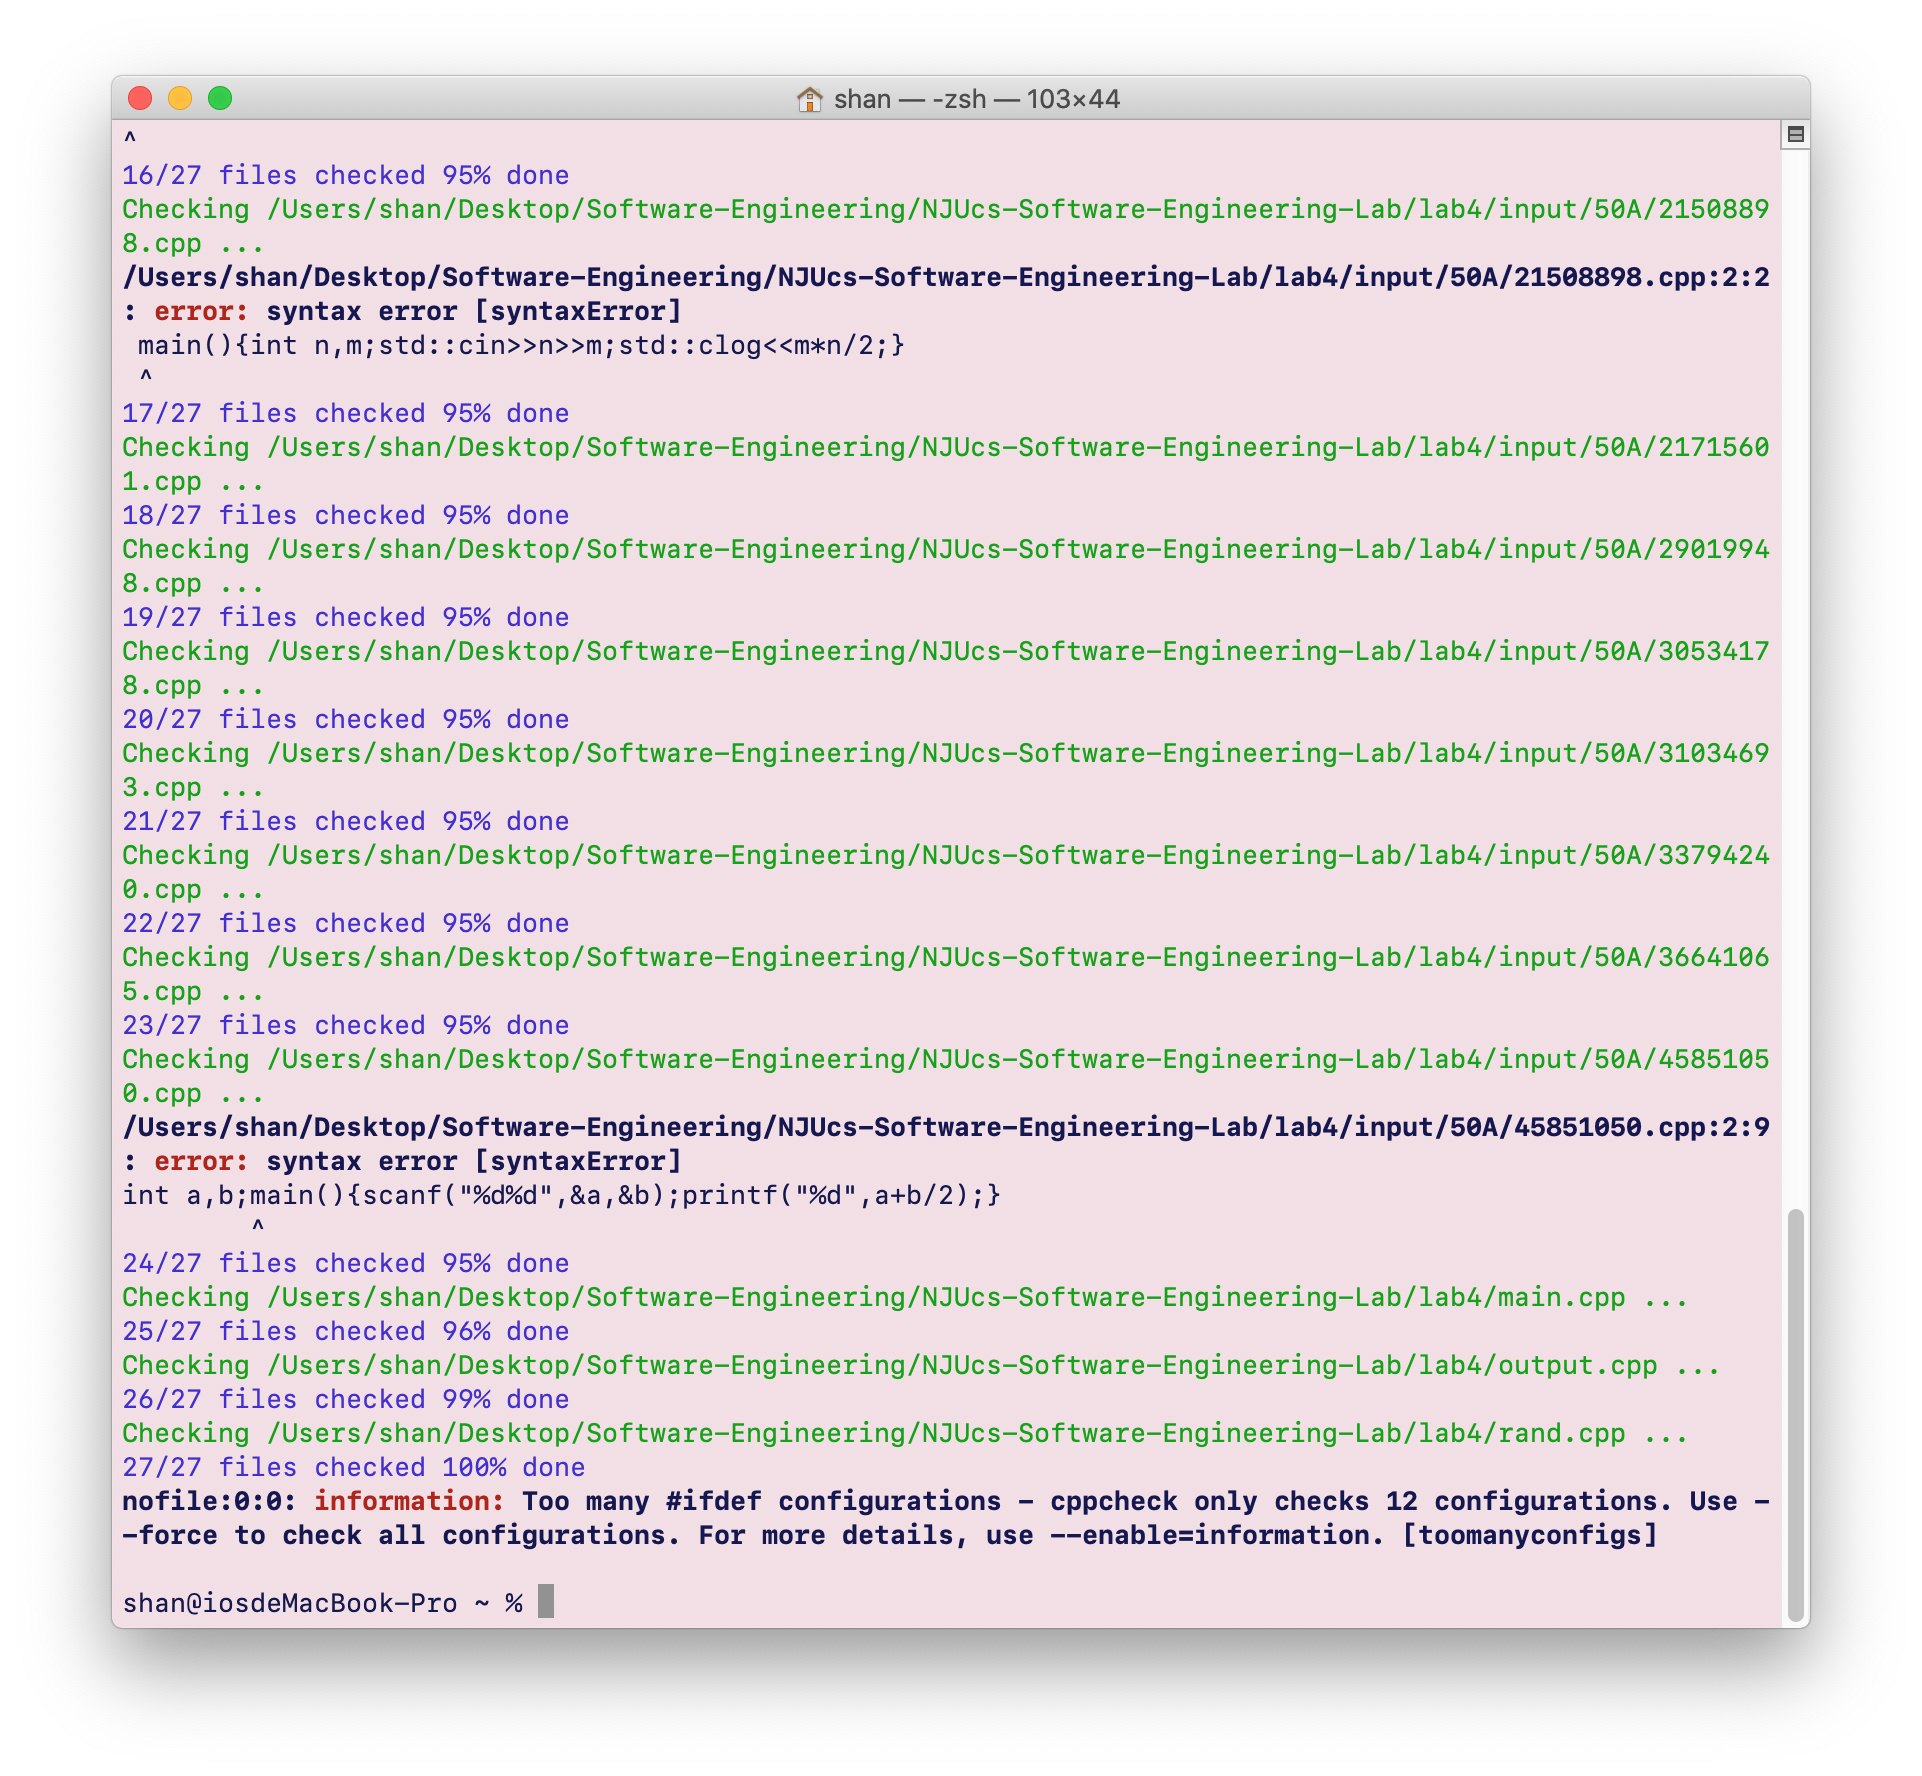 shan — -zsh — 103×44
^
16/27 files checked 95% done
Checking /Users/shan/Desktop/Software-Engineering/NJUcs-Software-Engineering-Lab/lab4/input/50A/2150889
8.cpp ...
/Users/shan/Desktop/Software-Engineering/NJUcs-Software-Engineering-Lab/lab4/input/50A/21508898.cpp:2:2
: error: syntax error [syntaxError]
 main(){int n,m;std::cin>>n>>m;std::clog<<m*n/2;}
 ^
17/27 files checked 95% done
Checking /Users/shan/Desktop/Software-Engineering/NJUcs-Software-Engineering-Lab/lab4/input/50A/2171560
1.cpp ...
18/27 files checked 95% done
Checking /Users/shan/Desktop/Software-Engineering/NJUcs-Software-Engineering-Lab/lab4/input/50A/2901994
8.cpp ...
19/27 files checked 95% done
Checking /Users/shan/Desktop/Software-Engineering/NJUcs-Software-Engineering-Lab/lab4/input/50A/3053417
8.cpp ...
20/27 files checked 95% done
Checking /Users/shan/Desktop/Software-Engineering/NJUcs-Software-Engineering-Lab/lab4/input/50A/3103469
3.cpp ...
21/27 files checked 95% done
Checking /Users/shan/Desktop/Software-Engineering/NJUcs-Software-Engineering-Lab/lab4/input/50A/3379424
0.cpp ...
22/27 files checked 95% done
Checking /Users/shan/Desktop/Software-Engineering/NJUcs-Software-Engineering-Lab/lab4/input/50A/3664106
5.cpp ...
23/27 files checked 95% done
Checking /Users/shan/Desktop/Software-Engineering/NJUcs-Software-Engineering-Lab/lab4/input/50A/4585105
0.cpp ...
/Users/shan/Desktop/Software-Engineering/NJUcs-Software-Engineering-Lab/lab4/input/50A/45851050.cpp:2:9
: error: syntax error [syntaxError]
int a,b;main(){scanf("%d%d",&a,&b);printf("%d",a+b/2);}
        ^
24/27 files checked 95% done
Checking /Users/shan/Desktop/Software-Engineering/NJUcs-Software-Engineering-Lab/lab4/main.cpp ...
25/27 files checked 96% done
Checking /Users/shan/Desktop/Software-Engineering/NJUcs-Software-Engineering-Lab/lab4/output.cpp ...
26/27 files checked 99% done
Checking /Users/shan/Desktop/Software-Engineering/NJUcs-Software-Engineering-Lab/lab4/rand.cpp ...
27/27 files checked 100% done
nofile:0:0: information: Too many #ifdef configurations - cppcheck only checks 12 configurations. Use -
-force to check all configurations. For more details, use --enable=information. [toomanyconfigs]
shan@iosdeMacBook-Pro ~ %